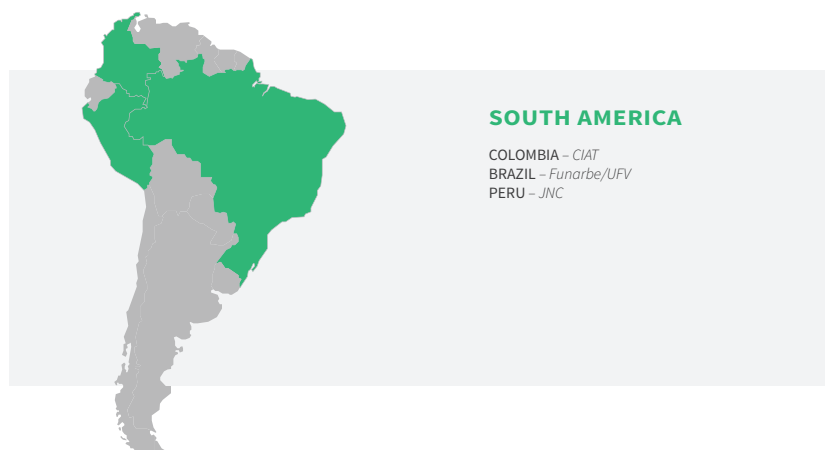 SOUTH AMERICA
COLOMBIA – CIAT
BRAZIL – Funarbe/UFV
PERU – JNC